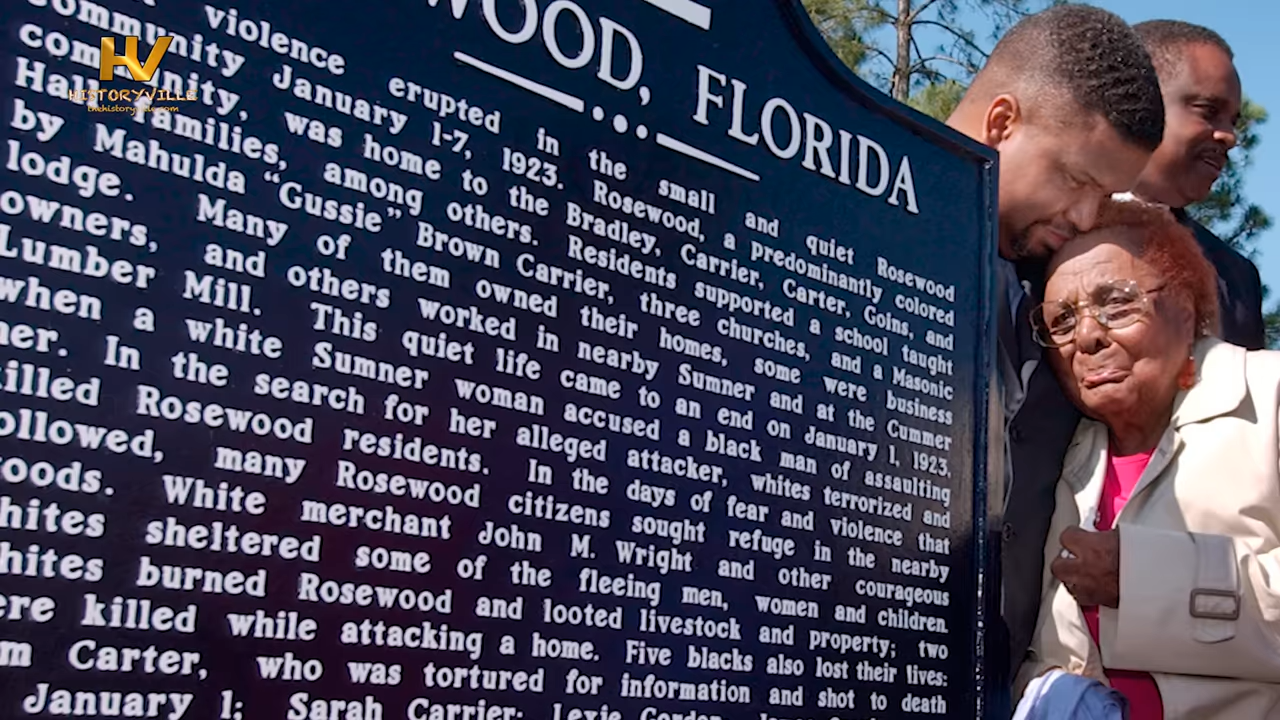 HV
HISTORYVILLE
WOOD, FLORIDA
violence erupted in the small and quiet Rosewood
community January 1-7, 1923. Rosewood, a predominantly colored
community, was home to the Bradley, Carrier, Carter, Goins, and
Hall families, among others. Residents supported a school taught
by Mahulda “Gussie” Brown Carrier, three churches, and a Masonic
lodge. Many of them owned their homes, some were business
owners, and others worked in nearby Sumner and at the Cummer
Lumber Mill. This quiet life came to an end on January 1, 1923,
when a white Sumner woman accused a black man of assaulting
her. In the search for her alleged attacker, whites terrorized and
killed Rosewood residents. In the days of fear and violence that
followed, many Rosewood citizens sought refuge in the nearby
woods. White merchant John M. Wright and other courageous
whites sheltered some of the fleeing men, women and children.
whites burned Rosewood and looted livestock and property; two
ere killed while attacking a home. Five blacks also lost their lives:
m Carter, who was tortured for information and shot to death
January 1; Sarah Carrier; Lexie Gordon,